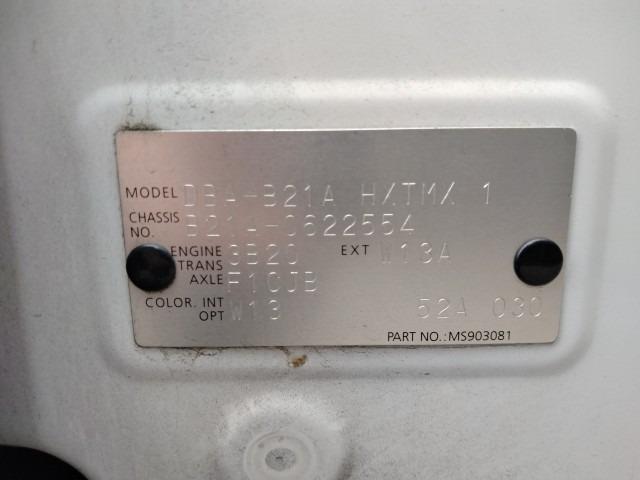 MODEL DBA-B21A HXTMX 1
CHASSIS NO. B21A-0622554
ENGINE 3B20 EXT W13A
TRANS AXLE F1CJB
COLOR. INT W13
OPT 52A 030
PART NO.:MS903081